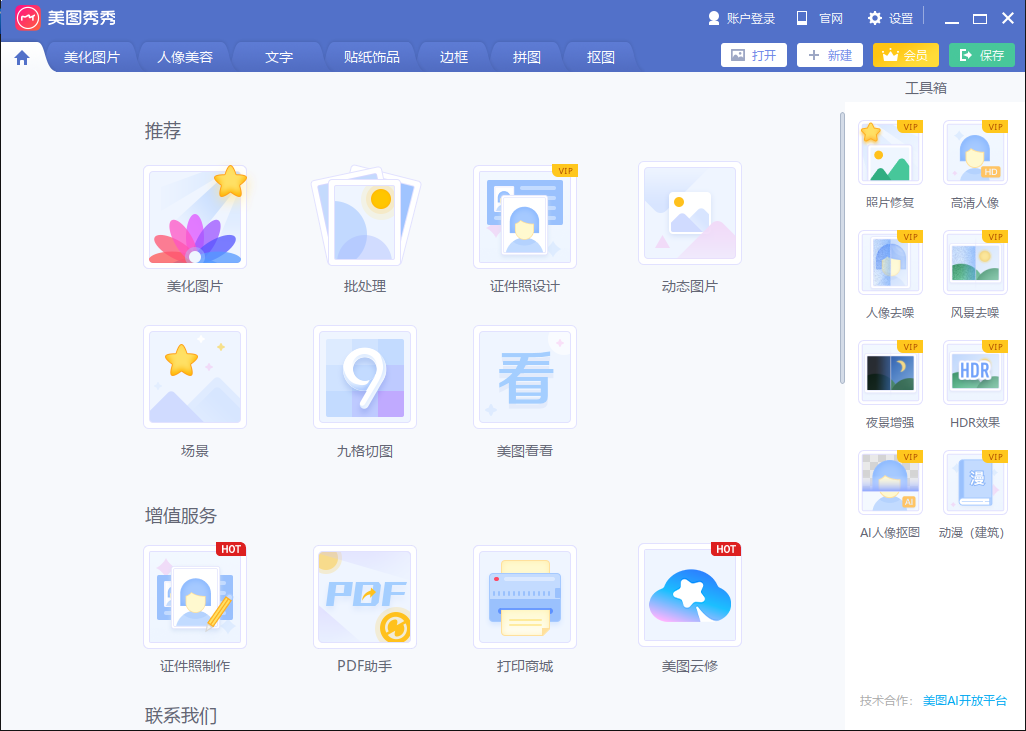 美图秀秀
账户登录
官网
设置
美化图片
人像美容
文字
贴纸饰品
边框
拼图
抠图
打开
新建
会员
保存
推荐
美化图片
批处理
VIP
证件照设计
动态图片
场景
9
九格切图
看
美图看看
增值服务
HOT
证件照制作
PDF
PDF助手
打印商城
HOT
美图云修
联系我们
工具箱
VIP
照片修复
VIP
HD
高清人像
VIP
人像去噪
VIP
风景去噪
VIP
夜景增强
VIP
HDR
HDR效果
VIP
AI
AI人像抠图
VIP
漫
动漫（建筑）
技术合作： 美图AI开放平台